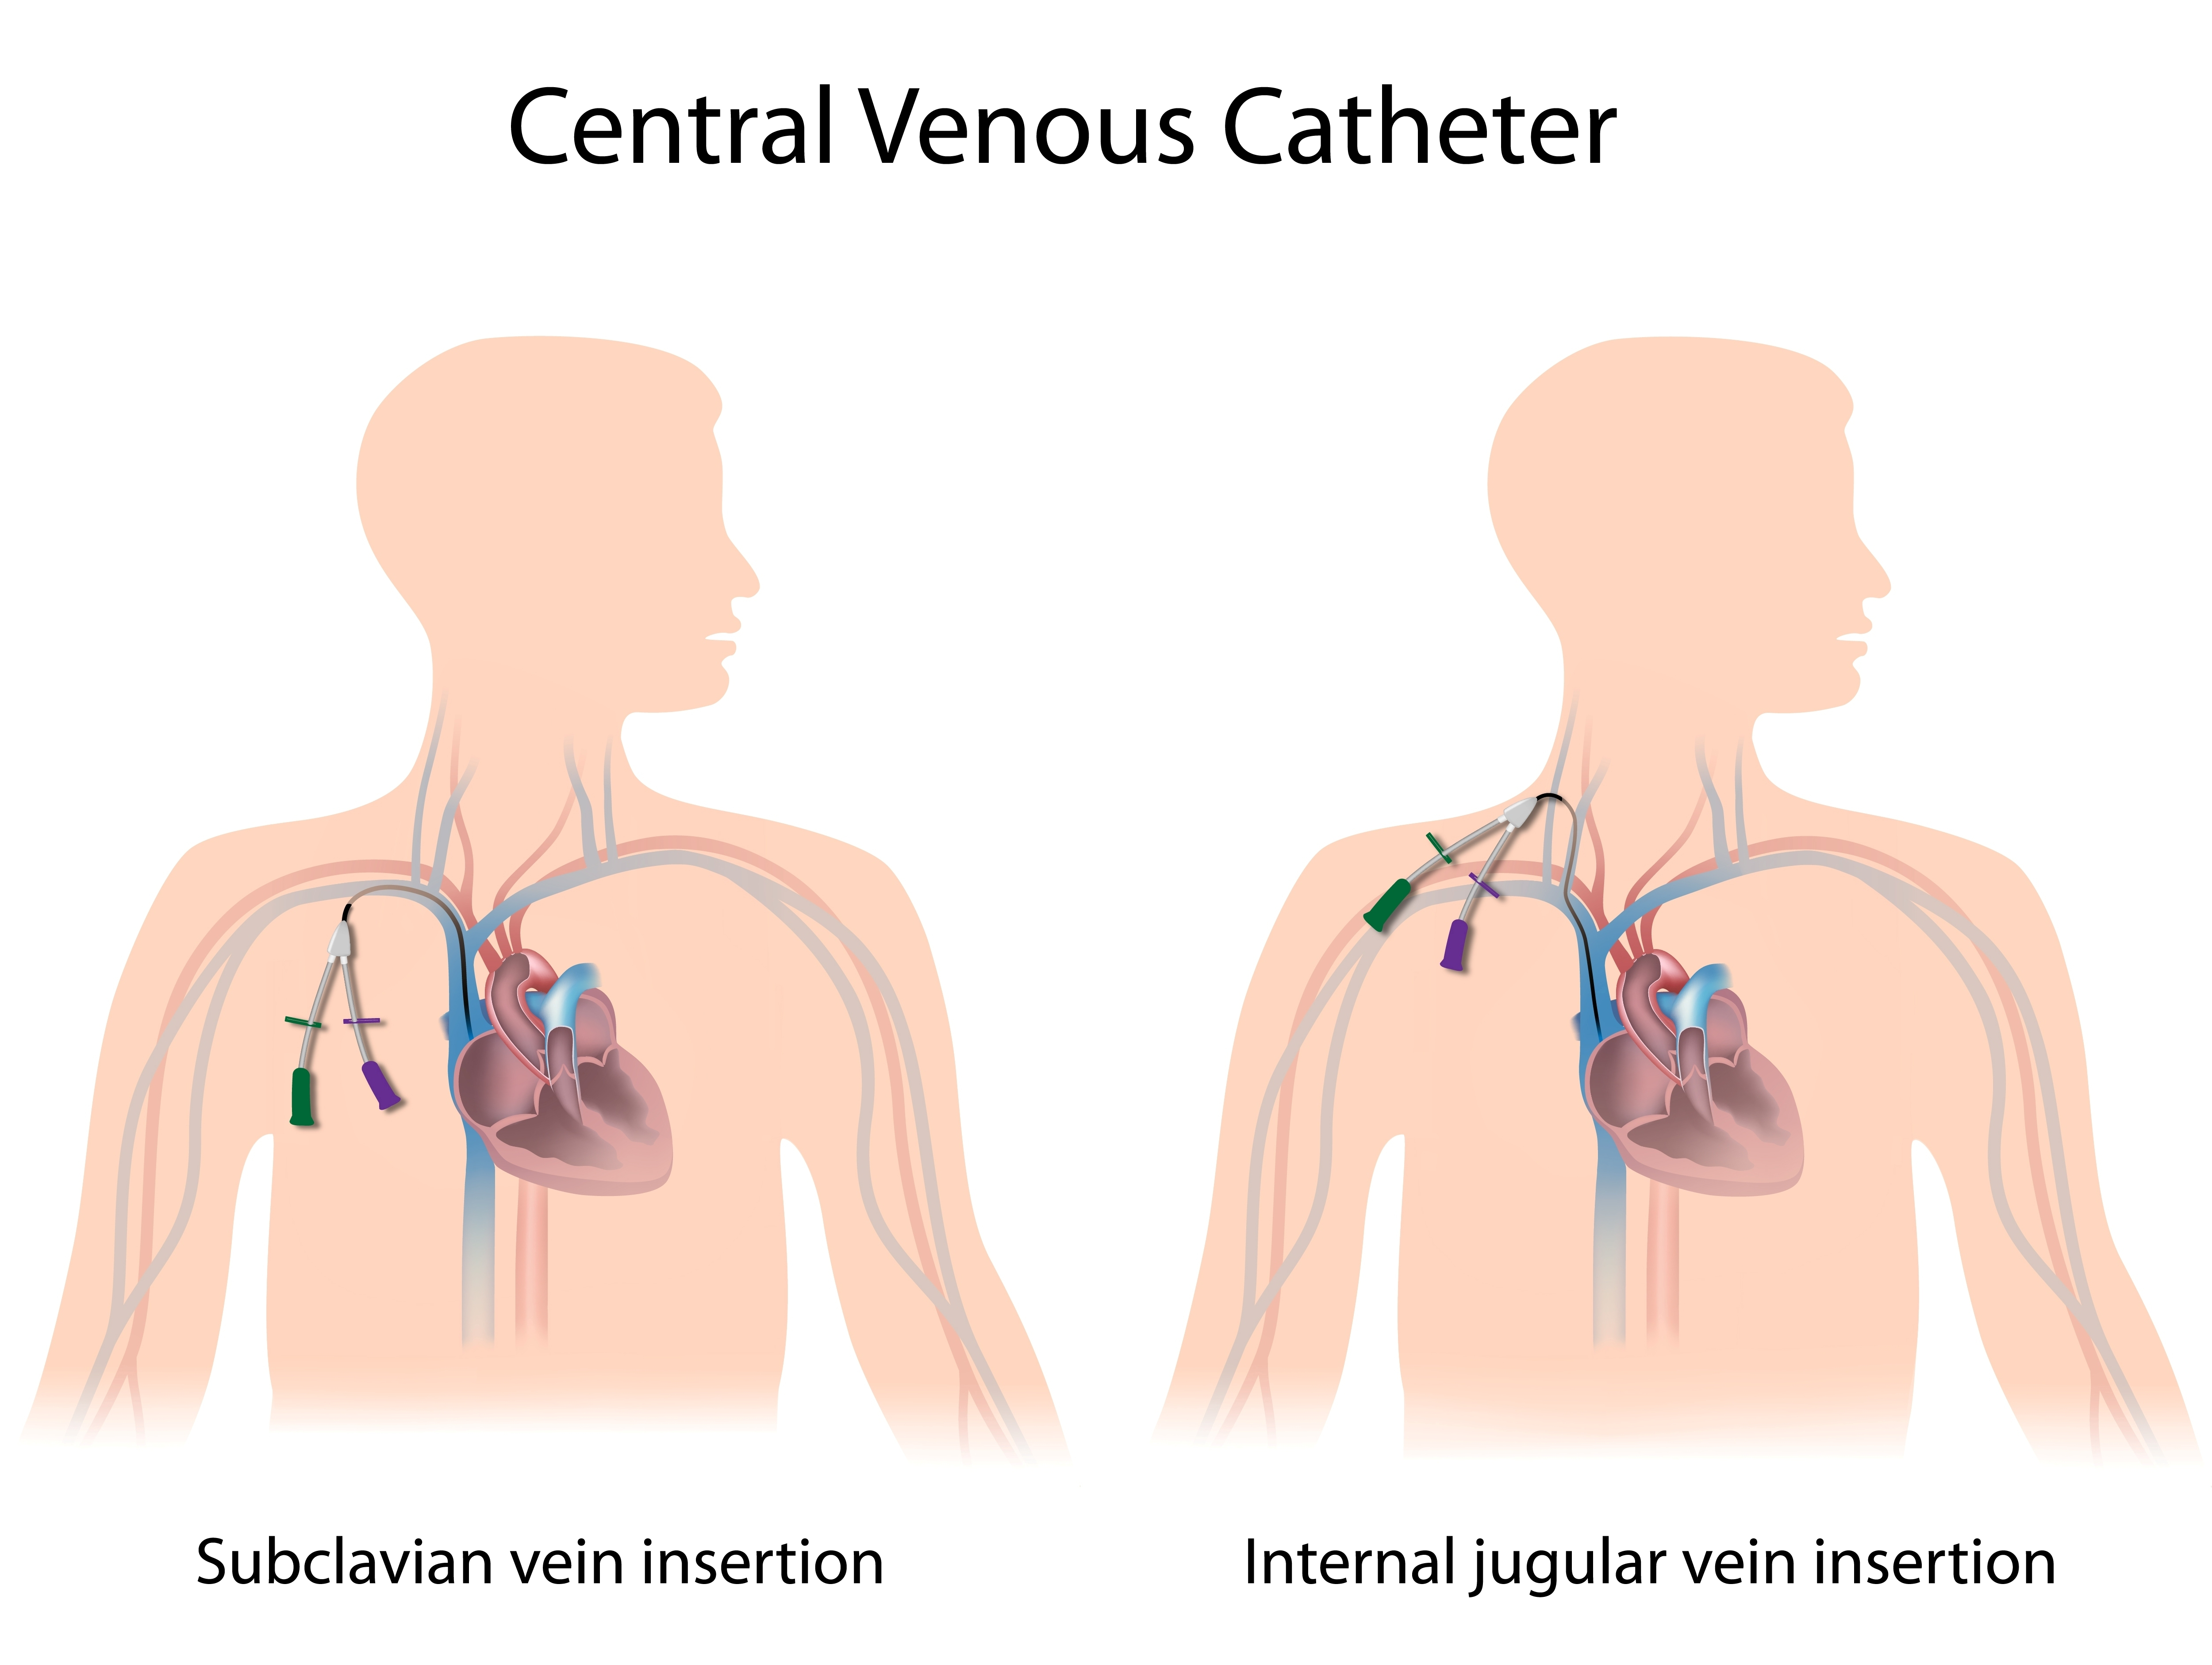 Central Venous Catheter
Subclavian vein insertion
Internal jugular vein insertion